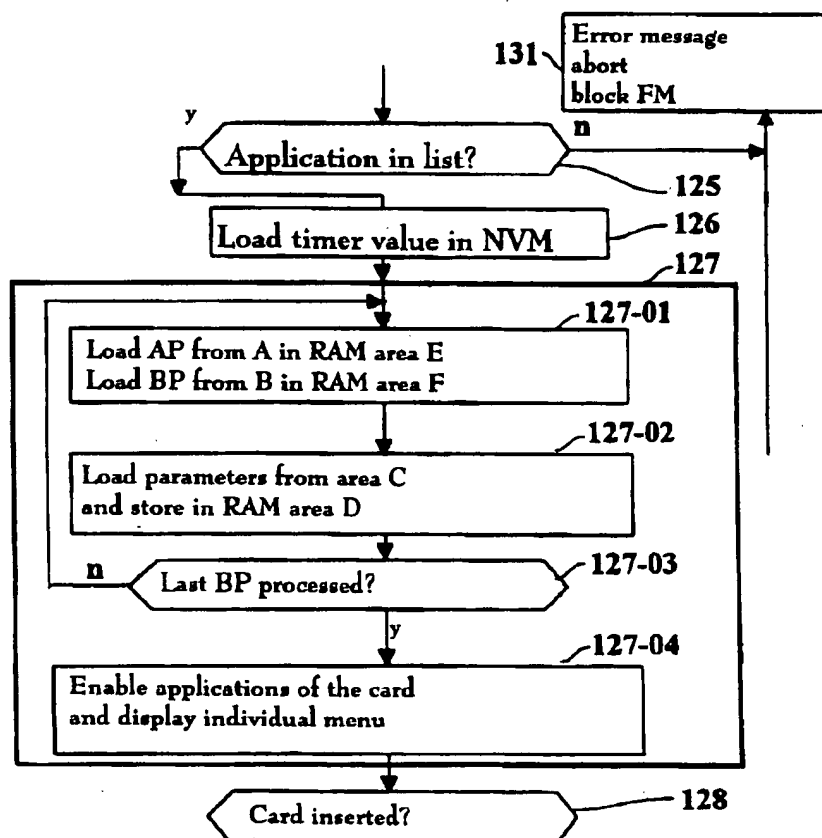 Error message
abort
block FM
131
y
n
Application in list?
125
Load timer value in NVM
126
127
127-01
Load AP from A in RAM area E
Load BP from B in RAM area F
127-02
Load parameters from area C
and store in RAM area D
n
Last BP processed?
127-03
y
127-04
Enable applications of the card
and display individual menu
Card inserted?
128